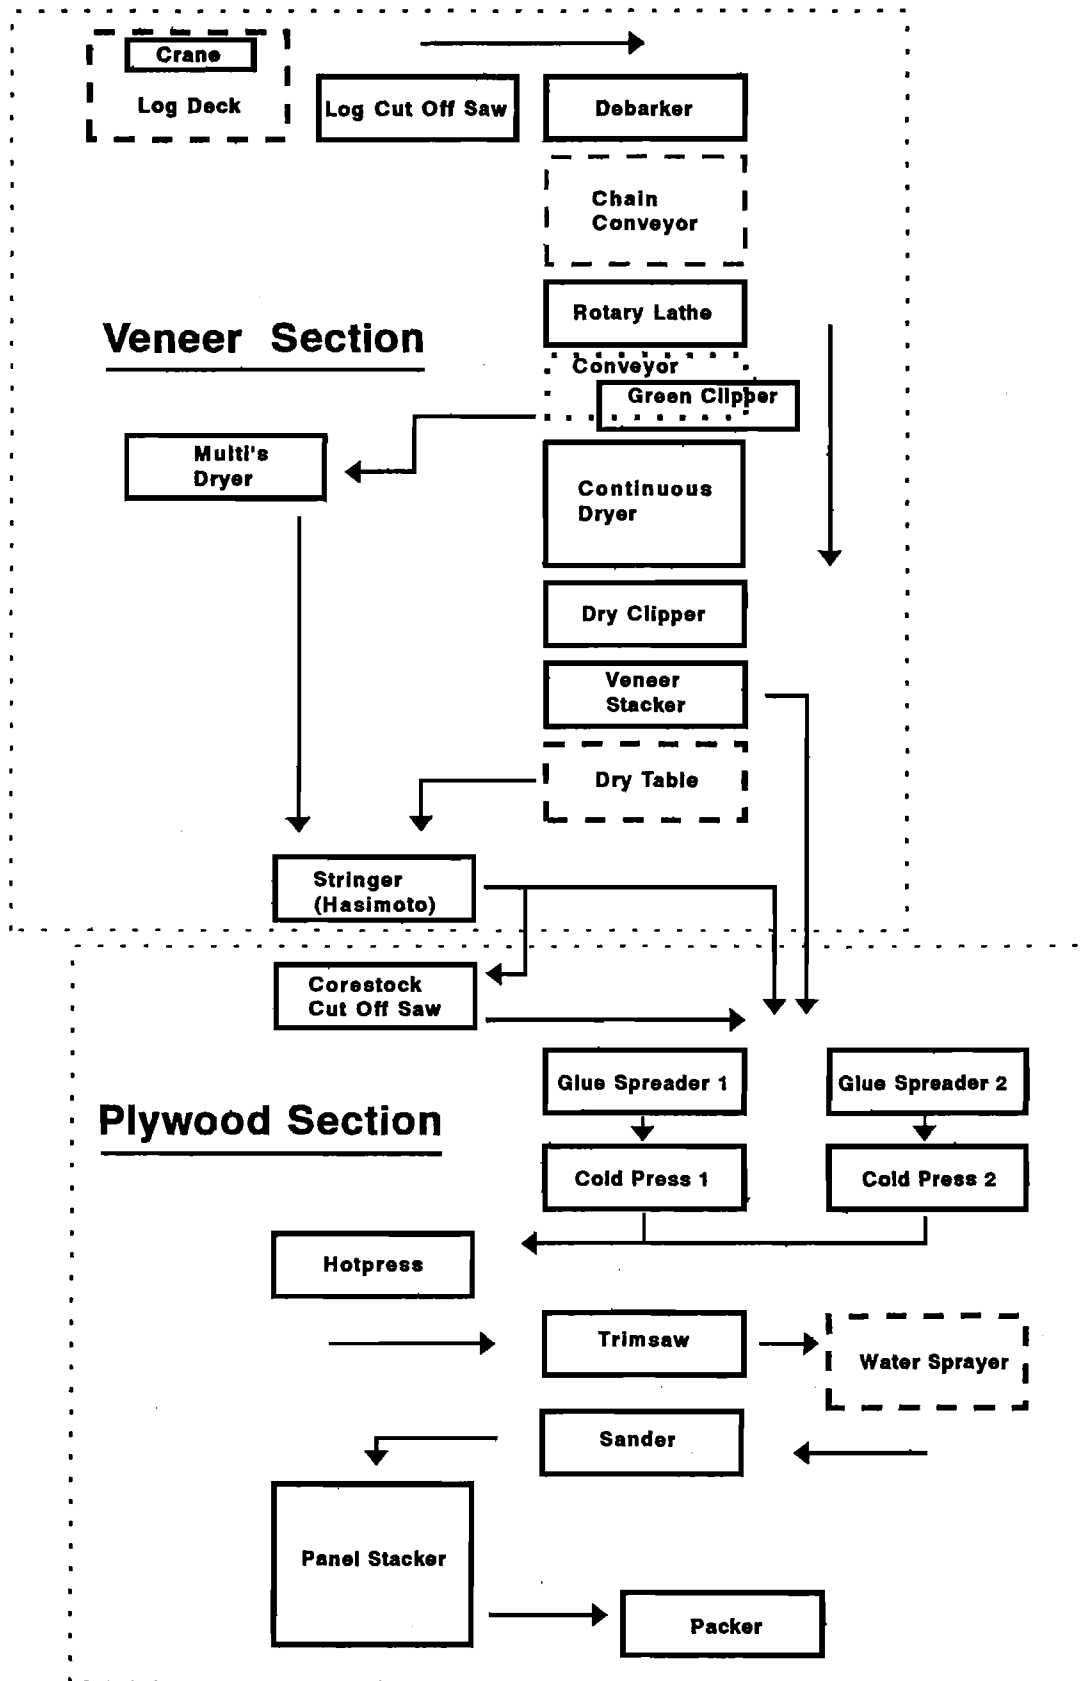 Crane
Log Deck
Log Cut Off Saw
Debarker
Chain
Conveyor
Rotary Lathe
Veneer Section
Conveyor
Green Clipper
Multi's
Dryer
Continuous
Dryer
Dry Clipper
Veneer
Stacker
Dry Table
Stringer
(Hasimoto)
Corestock
Cut Off Saw
Glue Spreader 1
Glue Spreader 2
Plywood Section
Cold Press 1
Cold Press 2
Hotpress
Trimsaw
Water Sprayer
Sander
Panel Stacker
Packer